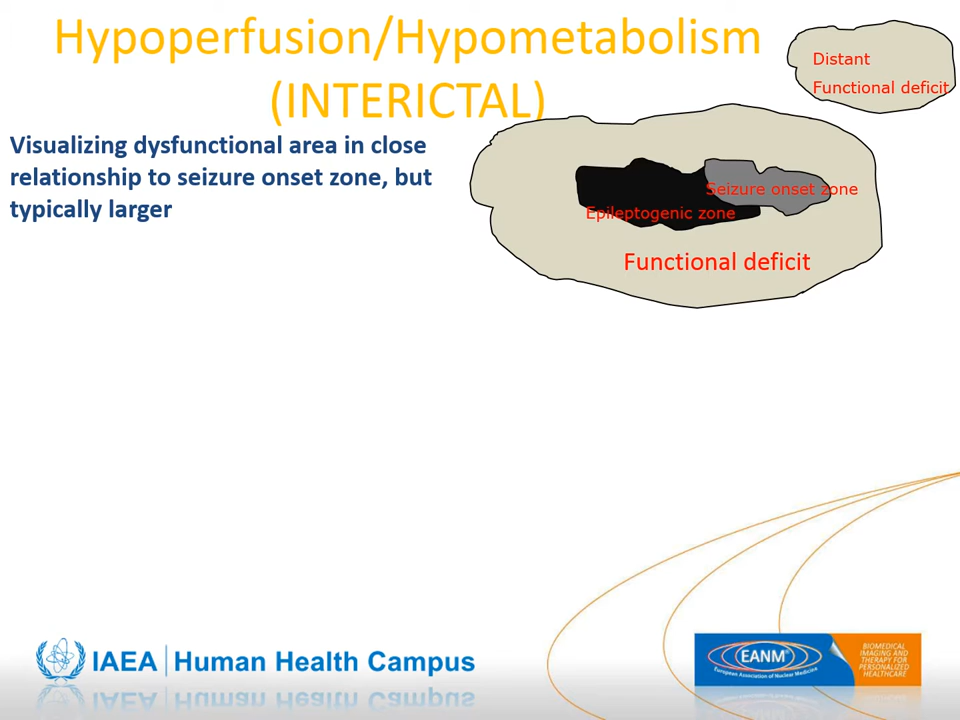 Hypoperfusion/Hypometabolism
(INTERICTAL)
Distant
Functional deficit
Visualizing dysfunctional area in close
relationship to seizure onset zone, but
typically larger
Seizure onset zone
Epileptogenic zone
Functional deficit
IAEA | Human Health Campus
EANM®
European Association of Nuclear Medicine
BIOMEDICAL
IMAGING AND
THERAPY FOR
PERSONALIZED
HEALTHCARE